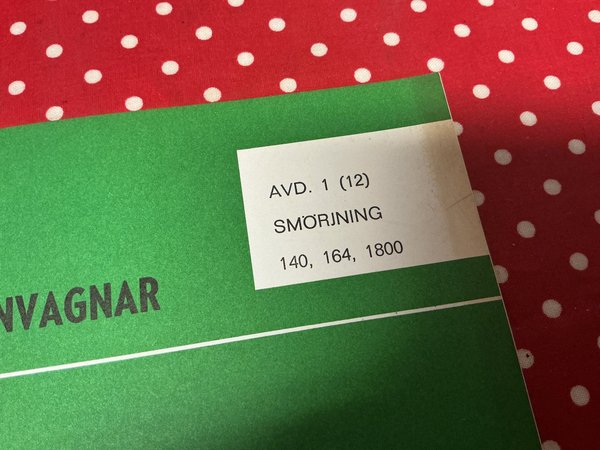 AVD. 1 (12)
SMÖRJNING
140, 164, 1800
NVAGNAR